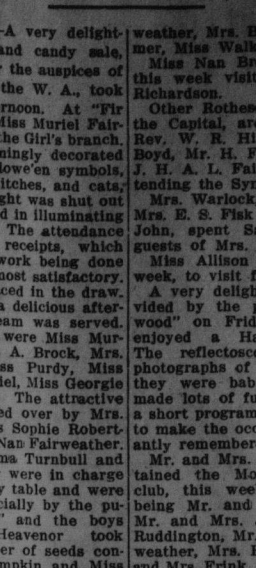 -A very delight-
and candy sale,
the auspices of
the W. A., took
rnoon. At "Fir
Miss Muriel Fair-
the Girl's branch.
mingly decorated
lowe'en symbols,
itches, and cats,
ght was shut out
d in illuminating
The attendance
receipts, which
work being done
most satisfactory.
ced in the draw.
a delicious after-
eam was served.
were Miss Mur-
A. Brock, Mrs.
ss Purdy, Miss
iel, Miss Georgie
The attractive
ed over by Mrs.
s Sophie Robert-
Nan Fairweather.
ma Turnbull and
were in charge
y table and were
cially by the pu-
" and the boys
Heavenor took
er of seeds con-
mpkin and Miss
weather, Mrs. B
mer, Miss Walk
Miss Nan Br
this week visit
Richardson.
Other Rothes
the Capital, ar
Rev. W. R. Hi
Boyd, Mr. H. F
J. H. A. L. Fai
tending the Syn
Mrs. Warlock
Mrs. E. S. Fisk
John, spent Sa
guests of Mrs.
Miss Allison
week, to visit f
A very deligh
vided by the p
wood" on Frid
enjoyed a Ha
The reflectosc
photographs of
they were bab
made lots of fu
a short program
to make the occ
antly remember
Mr. and Mrs.
tained the Mo
club, this wee
being Mr. and
Mr. and Mrs.
Ruddington, Mr.
weather, Mrs. H
and Mrs. Frink